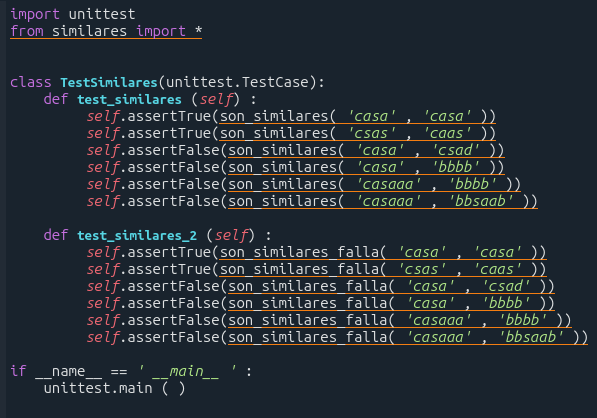 import unittest
from similares import *
class TestSimilares(unittest.TestCase):
def test_similares (self) :
self.assertTrue(son_similares( 'casa' , 'casa' ))
self.assertTrue(son_similares( 'csas' , 'caas' ))
self.assertFalse(son_similares( 'casa' , 'csad' ))
self.assertFalse(son_similares( 'casa' , 'bbbb' ))
self.assertFalse(son_similares( 'casaaa' , 'bbbb' ))
self.assertFalse(son_similares( 'casaaa' , 'bbsaab' ))
def test_similares_2 (self) :
self.assertTrue(son_similares_falla( 'casa' , 'casa' ))
self.assertTrue(son_similares_falla( 'csas' , 'caas' ))
self.assertFalse(son_similares_falla( 'casa' , 'csad' ))
self.assertFalse(son_similares_falla( 'casa' , 'bbbb' ))
self.assertFalse(son_similares_falla( 'casaaa' , 'bbbb' ))
self.assertFalse(son_similares_falla( 'casaaa' , 'bbsaab' ))
if __name__ == ' __main__ ' :
unittest.main ( )